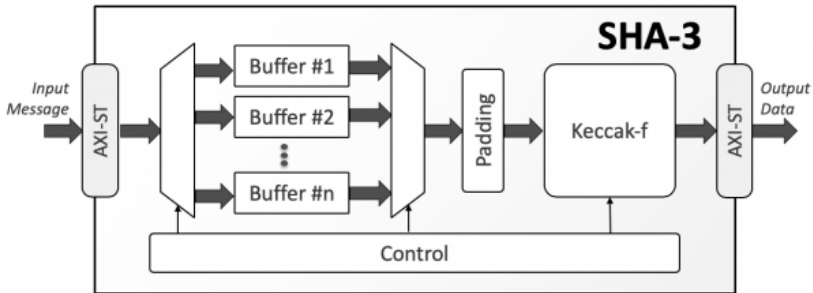 SHA-3
Input
Message
AXI-ST
Buffer #1
Buffer #2
Buffer #n
Padding
Keccak-f
AXI-ST
Output
Data
Control